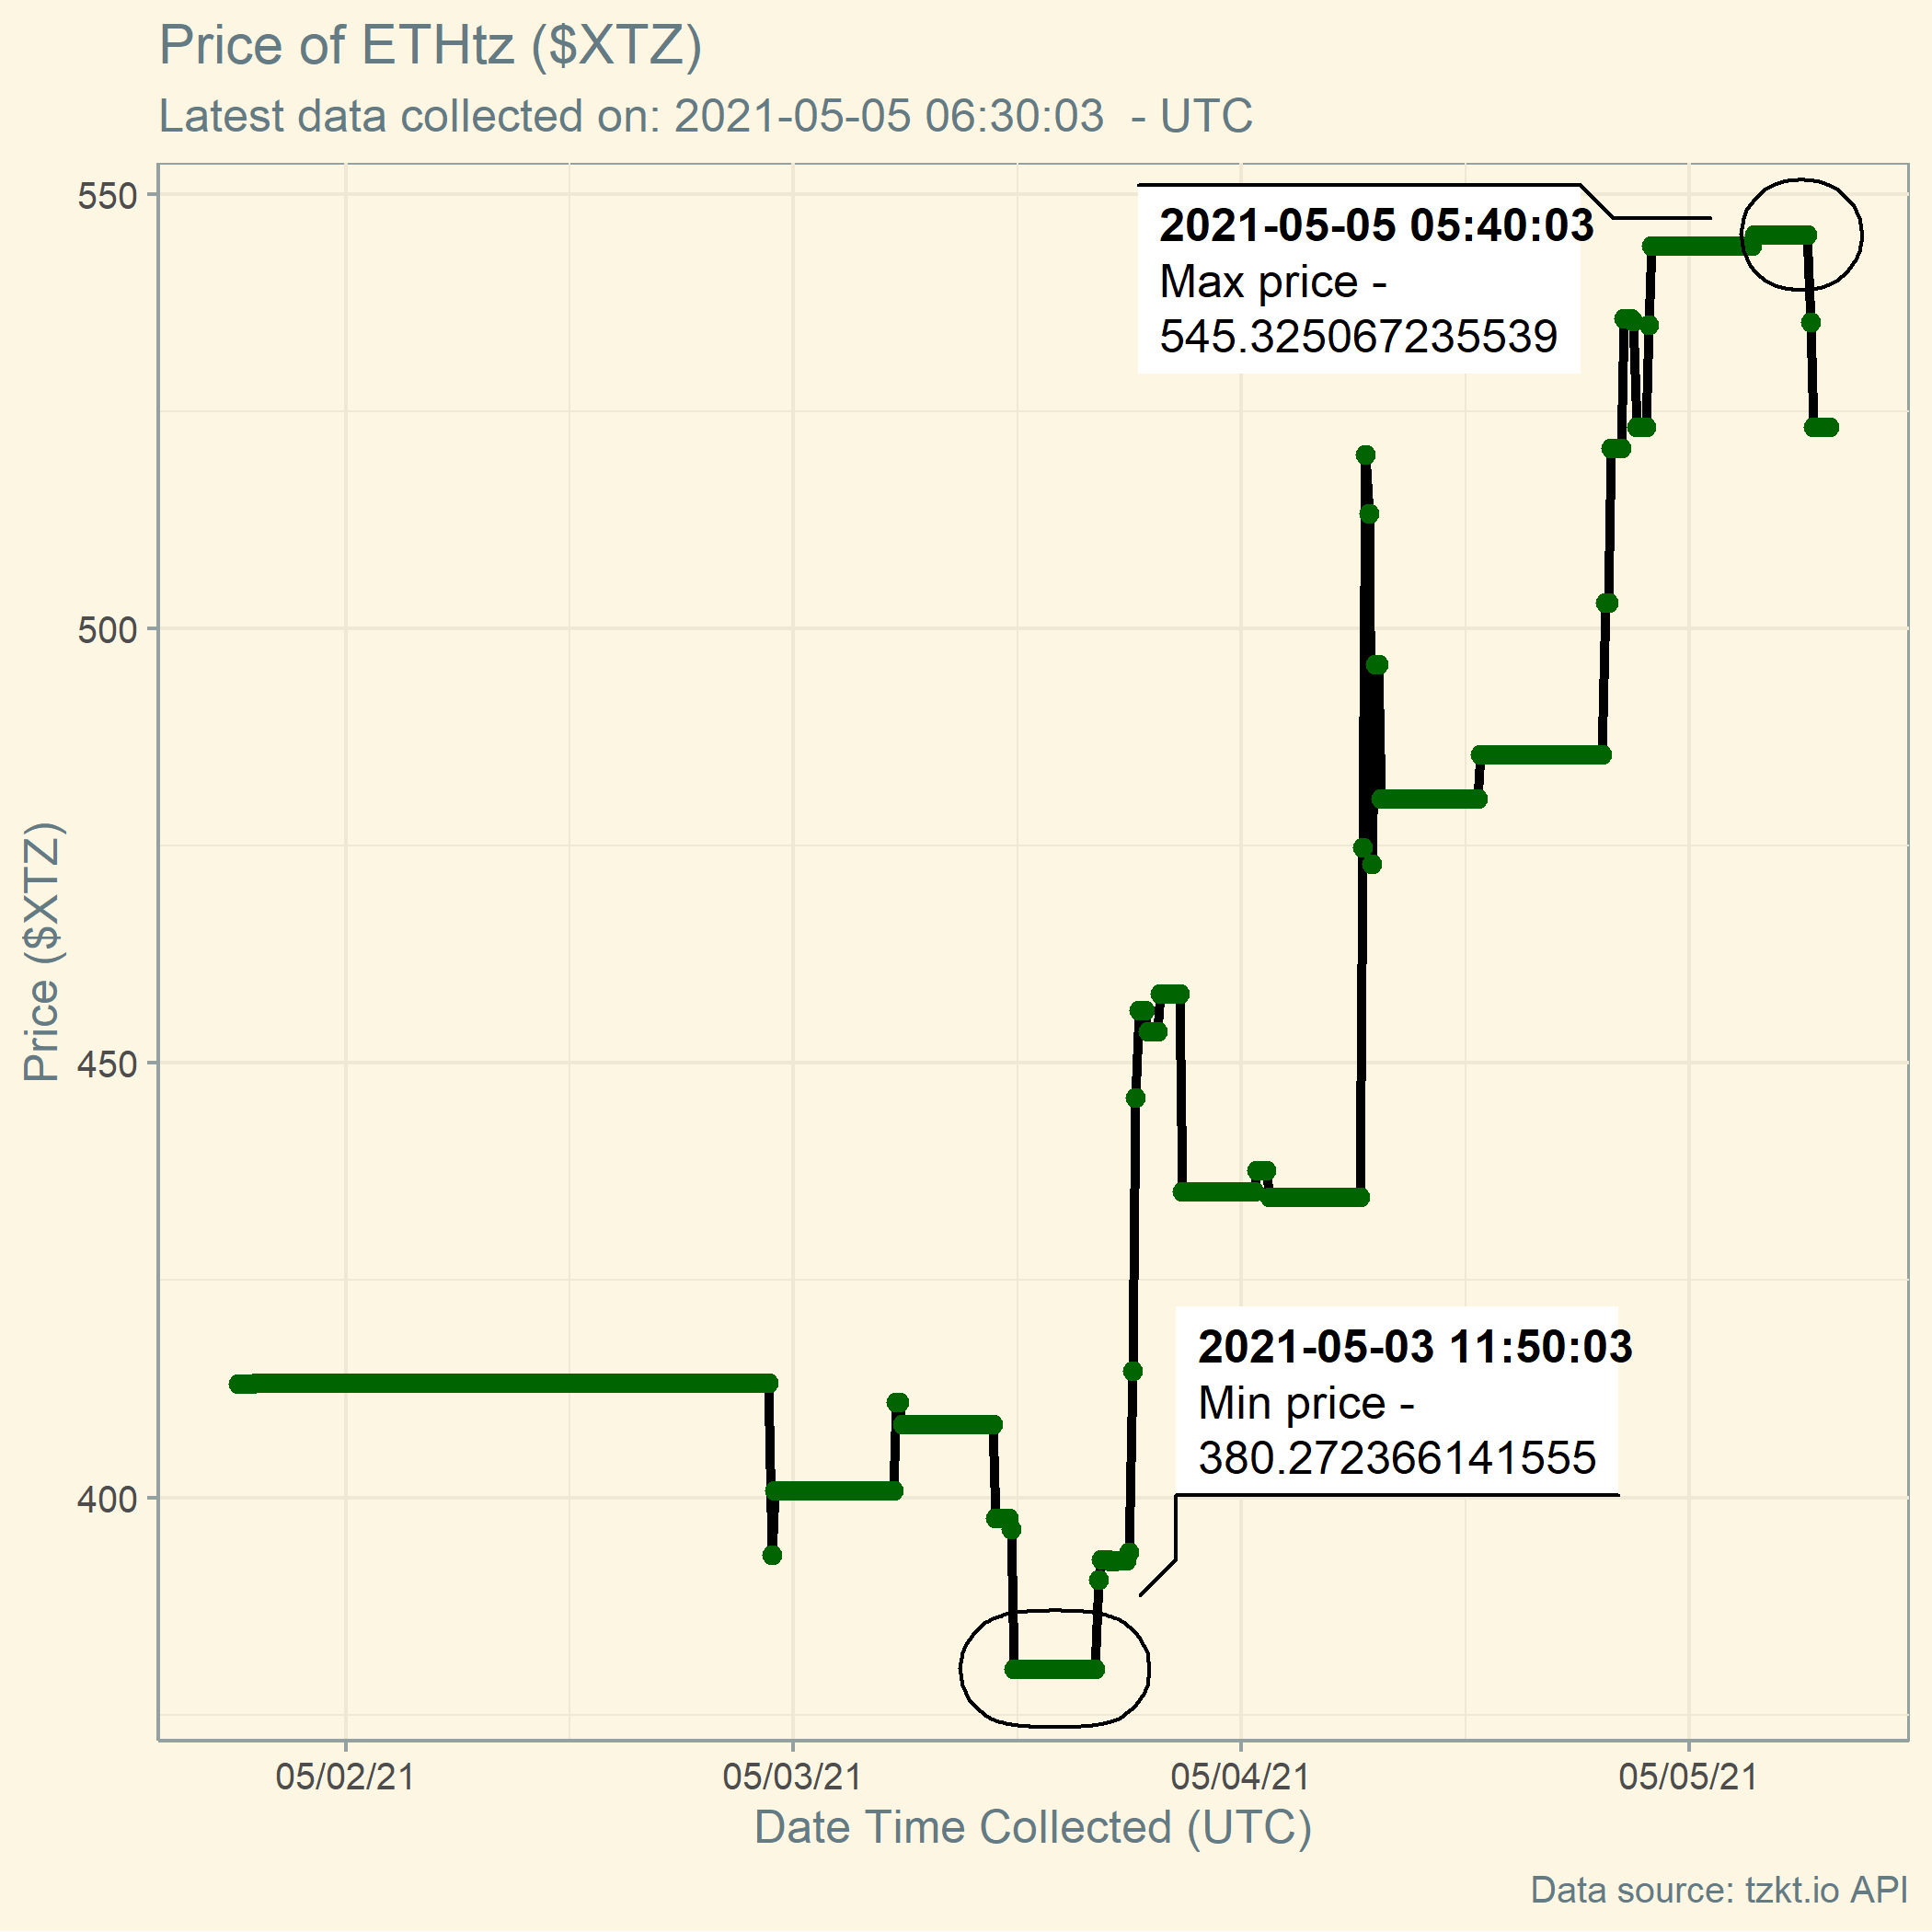 Price of ETHtz ($XTZ)
Latest data collected on: 2021-05-05 06:30:03  - UTC
550
500
450
400
Price ($XTZ)
2021-05-05 05:40:03
Max price -
545.325067235539
2021-05-03 11:50:03
Min price -
380.272366141555
05/02/21
05/03/21
05/04/21
05/05/21
Date Time Collected (UTC)
Data source: tzkt.io API